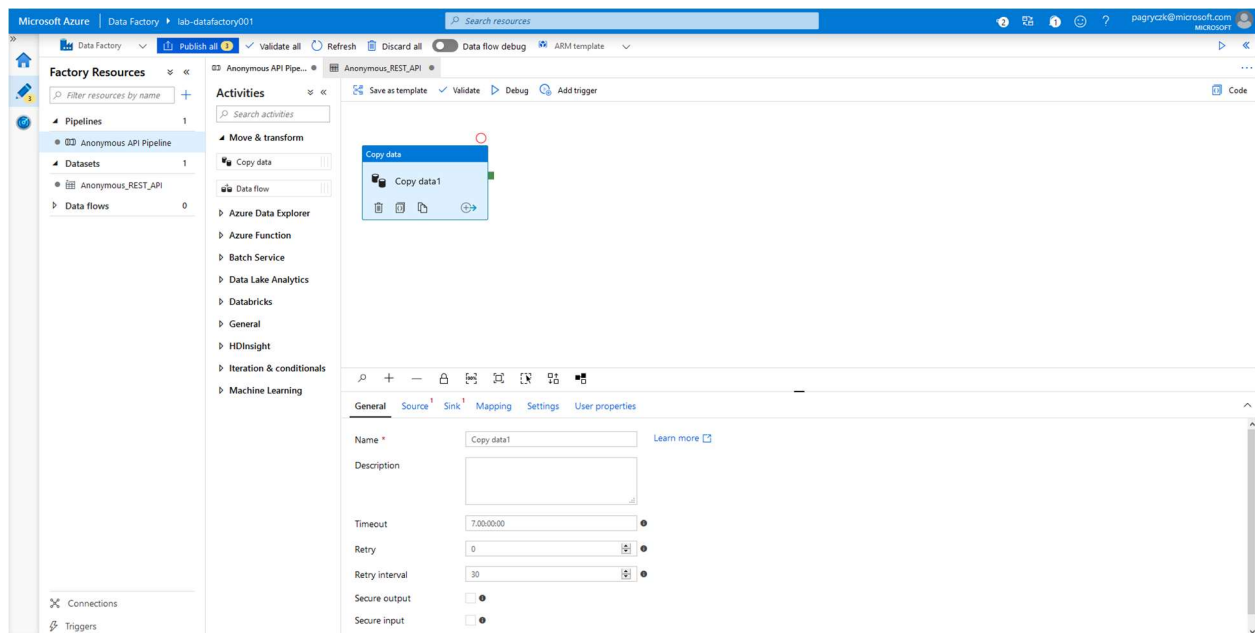 Microsoft Azure Data Factory lab-datafactory001 Search resources 2 1 ? pagryczk@microsoft.com
MICROSOFT
» Data Factory Publish all 3 Validate all Refresh Discard all Data flow debug ARM template «
Factory Resources Anonymous API Pipe... Anonymous_REST_API ...
3 Filter resources by name + Activities Save as template Validate Debug Add trigger Code
Search activities
Pipelines 1
Anonymous API Pipeline Move & transform
Datasets 1 Copy data Copy data
Anonymous_REST_API Data flow Copy data1
Data flows 0 Azure Data Explorer
Azure Function
Batch Service
Data Lake Analytics
Databricks
General
HDInsight
Iteration & conditionals
Machine Learning
General Source 1 Sink 1 Mapping Settings User properties
Name * Copy data1 Learn more
Description
Timeout 7.00:00:00
Retry 0
Retry interval 30
Secure output
Connections
Secure input
Triggers